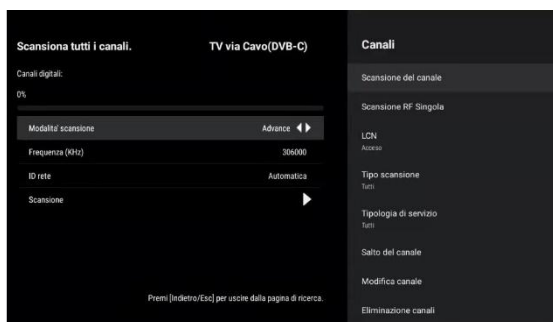 Scansiona tutti i canali. TV via Cavo(DVB-C)
Canali digitali:
0%
Modalita' scansione Advance
Frequenza (KHz) 306000
ID rete Automatica
Scansione
Premi [Indietro/Esc] per uscire dalla pagina di ricerca.
Canali
Scansione del canale
Scansione RF Singola
LCN
Acceso
Tipo scansione
Tutti
Tipologia di servizio
Tutti
Salto del canale
Modifica canale
Eliminazione canali